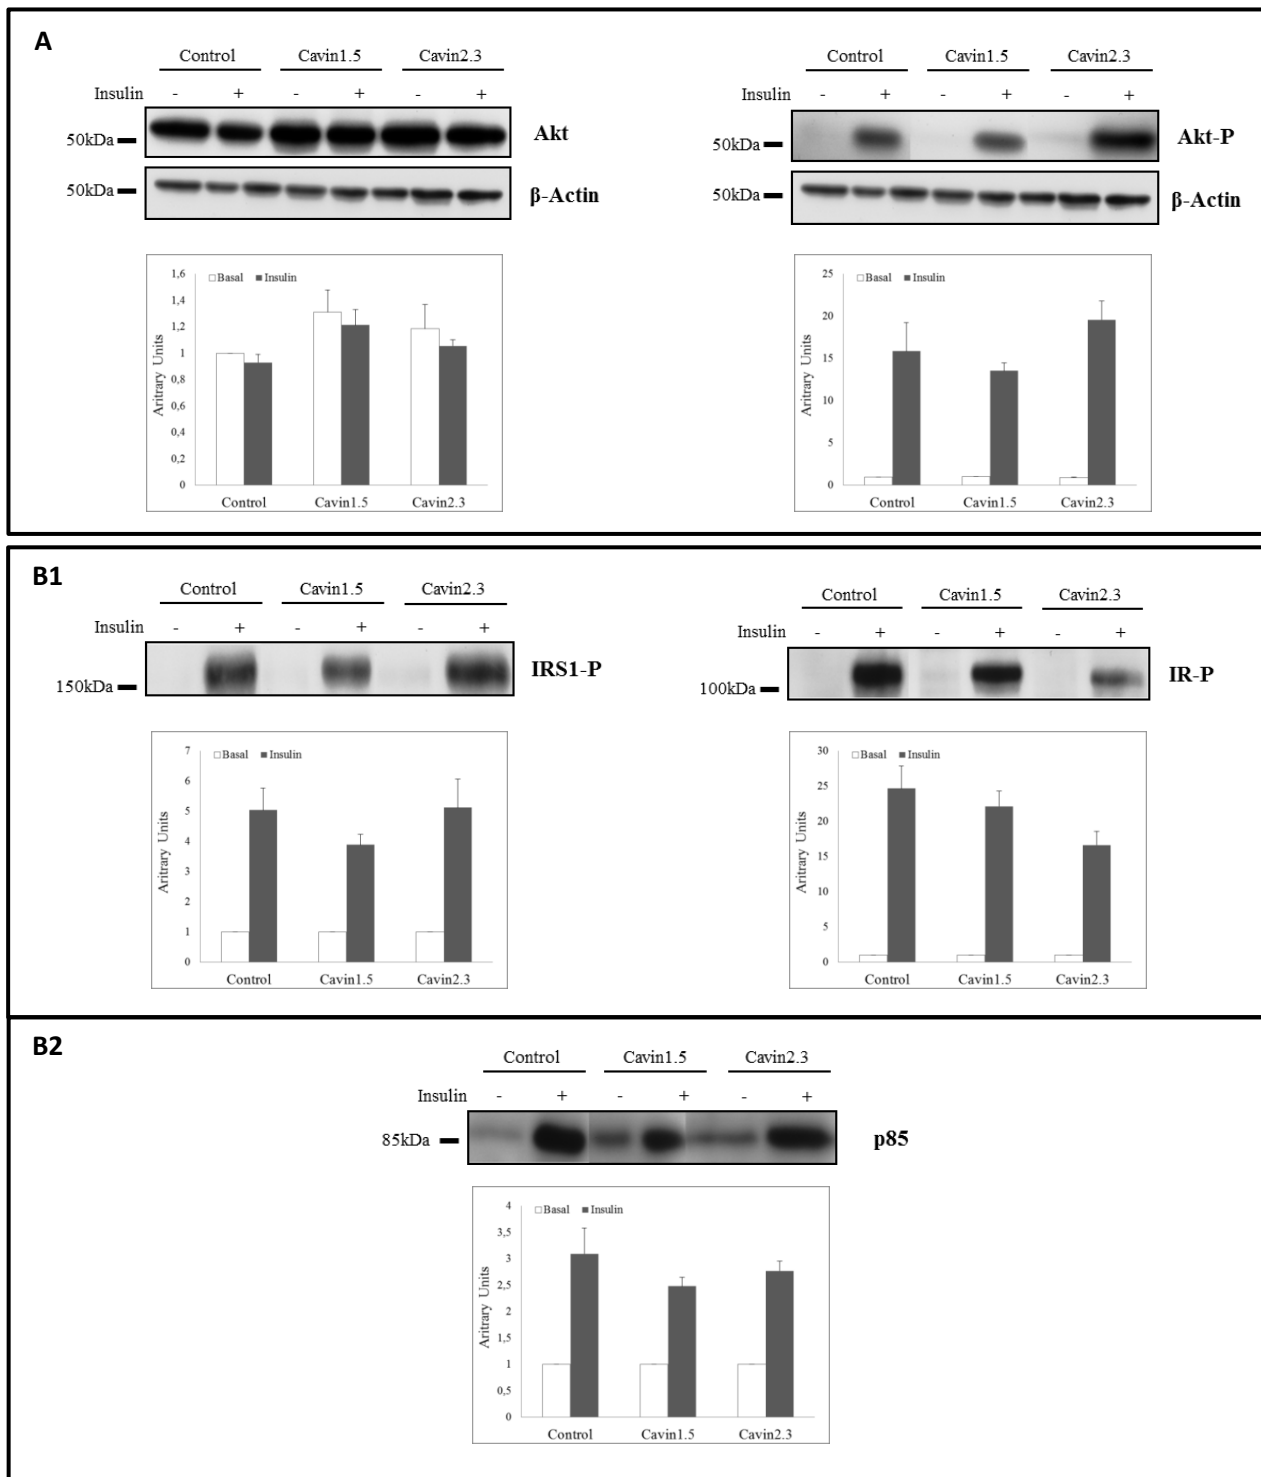 A
Control Cavin1.5 Cavin2.3
Insulin - + - + - +
50kDa Akt
50kDa β-Actin
1,6
1,4
1,2
1
0,8
0,6
0,4
0,2
0
Aritrary Units
Basal Insulin
Control Cavin1.5 Cavin2.3
Control Cavin1.5 Cavin2.3
Insulin - + - + - +
50kDa Akt-P
50kDa β-Actin
25
20
15
10
5
0
Aritrary Units
Basal Insulin
Control Cavin1.5 Cavin2.3
B1
Control Cavin1.5 Cavin2.3
Insulin - + - + - +
150kDa IRS1-P
7
6
5
4
3
2
1
0
Aritrary Units
Basal Insulin
Control Cavin1.5 Cavin2.3
Control Cavin1.5 Cavin2.3
Insulin - + - + - +
100kDa IR-P
30
25
20
15
10
5
0
Aritrary Units
Basal Insulin
Control Cavin1.5 Cavin2.3
B2
Control Cavin1.5 Cavin2.3
Insulin - + - + - +
85kDa p85
4
3,5
3
2,5
2
1,5
1
0,5
0
Aritrary Units
Basal Insulin
Control Cavin1.5 Cavin2.3